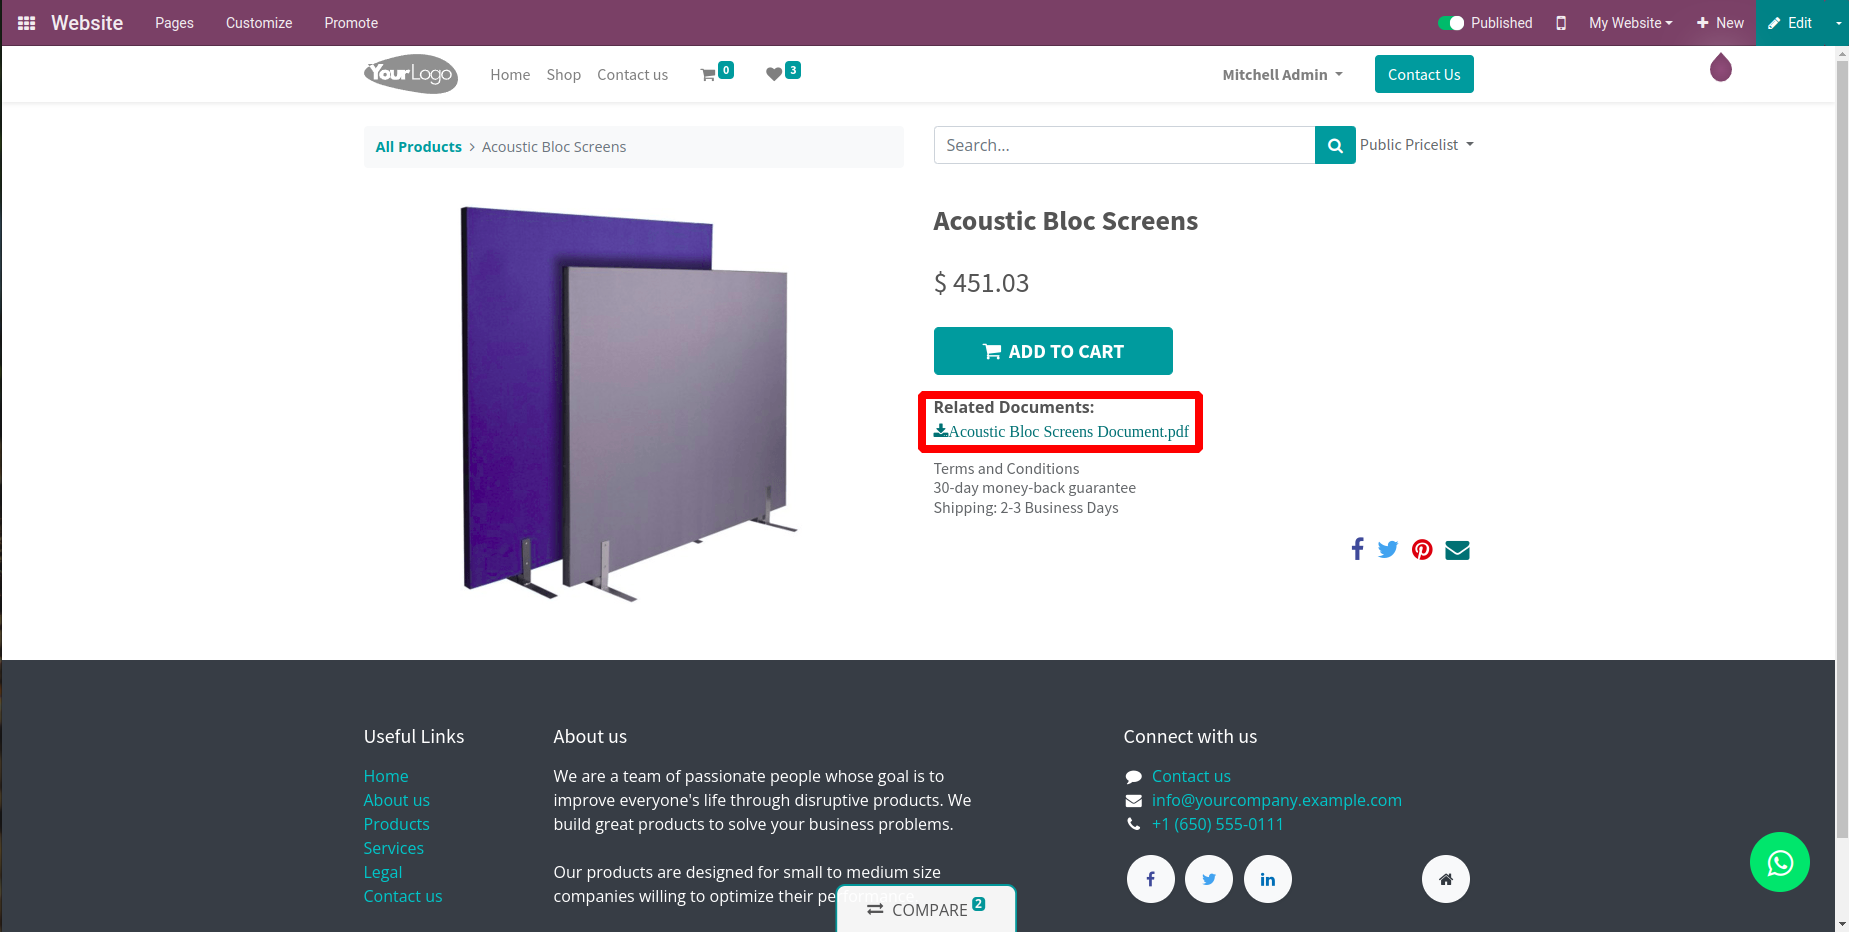 Website Pages Customize Promote Published My Website New Edit
YourLogo Home Shop Contact us 0 3 Mitchell Admin Contact Us
All Products > Acoustic Bloc Screens
Search... Public Pricelist
Acoustic Bloc Screens
$ 451.03
ADD TO CART
Related Documents:
Acoustic Bloc Screens Document.pdf
Terms and Conditions
30-day money-back guarantee
Shipping: 2-3 Business Days
Useful Links
Home
About us
Products
Services
Legal
Contact us
About us
We are a team of passionate people whose goal is to
improve everyone's life through disruptive products. We
build great products to solve your business problems.
Our products are designed for small to medium size
companies willing to optimize their performance.
Connect with us
Contact us
info@yourcompany.example.com
+1 (650) 555-0111
COMPARE 2